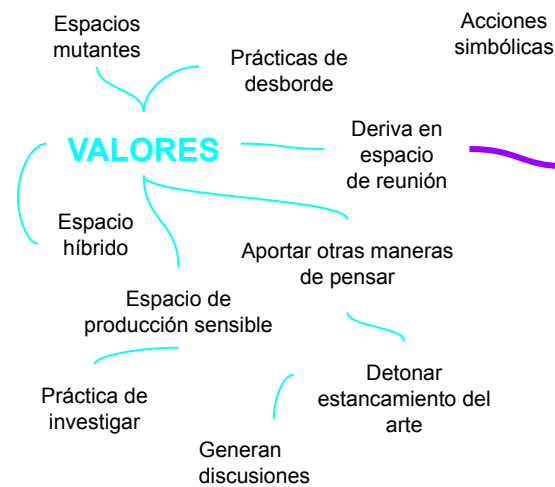 Espacios
mutantes
Prácticas de
desborde
Acciones
simbólicas
VALORES
Deriva en
espacio
de reunión
Espacio
híbrido
Aportar otras maneras
de pensar
Espacio de
producción sensible
Práctica de
investigar
Detonar
estancamiento del
arte
Generan
discusiones